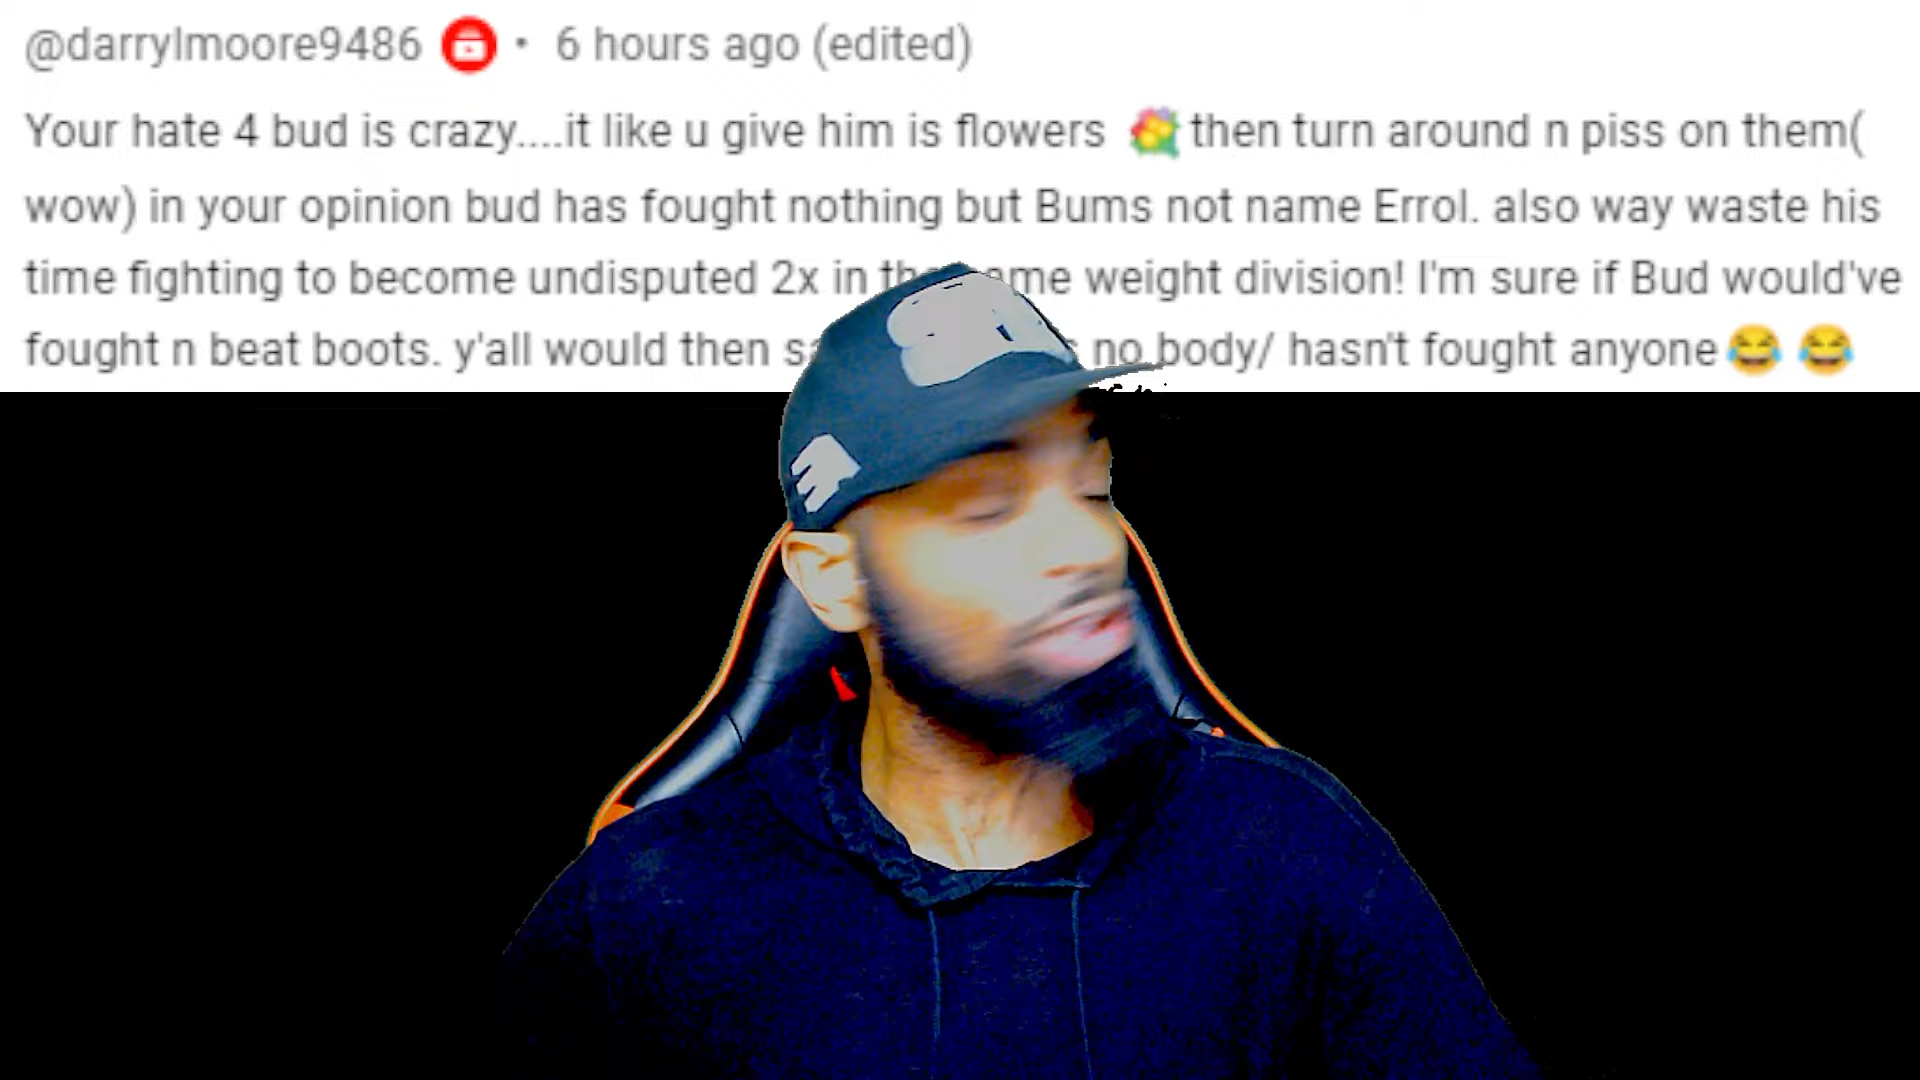 @darrylmoore9486 • 6 hours ago (edited)
Your hate 4 bud is crazy....it like u give him is flowers 💐 then turn around n piss on them(
wow) in your opinion bud has fought nothing but Bums not name Errol. also way waste his
time fighting to become undisputed 2x in weight division! I'm sure if Bud would've
fought n beat boots. y'all would then no body/ hasn't fought anyone😂 😂